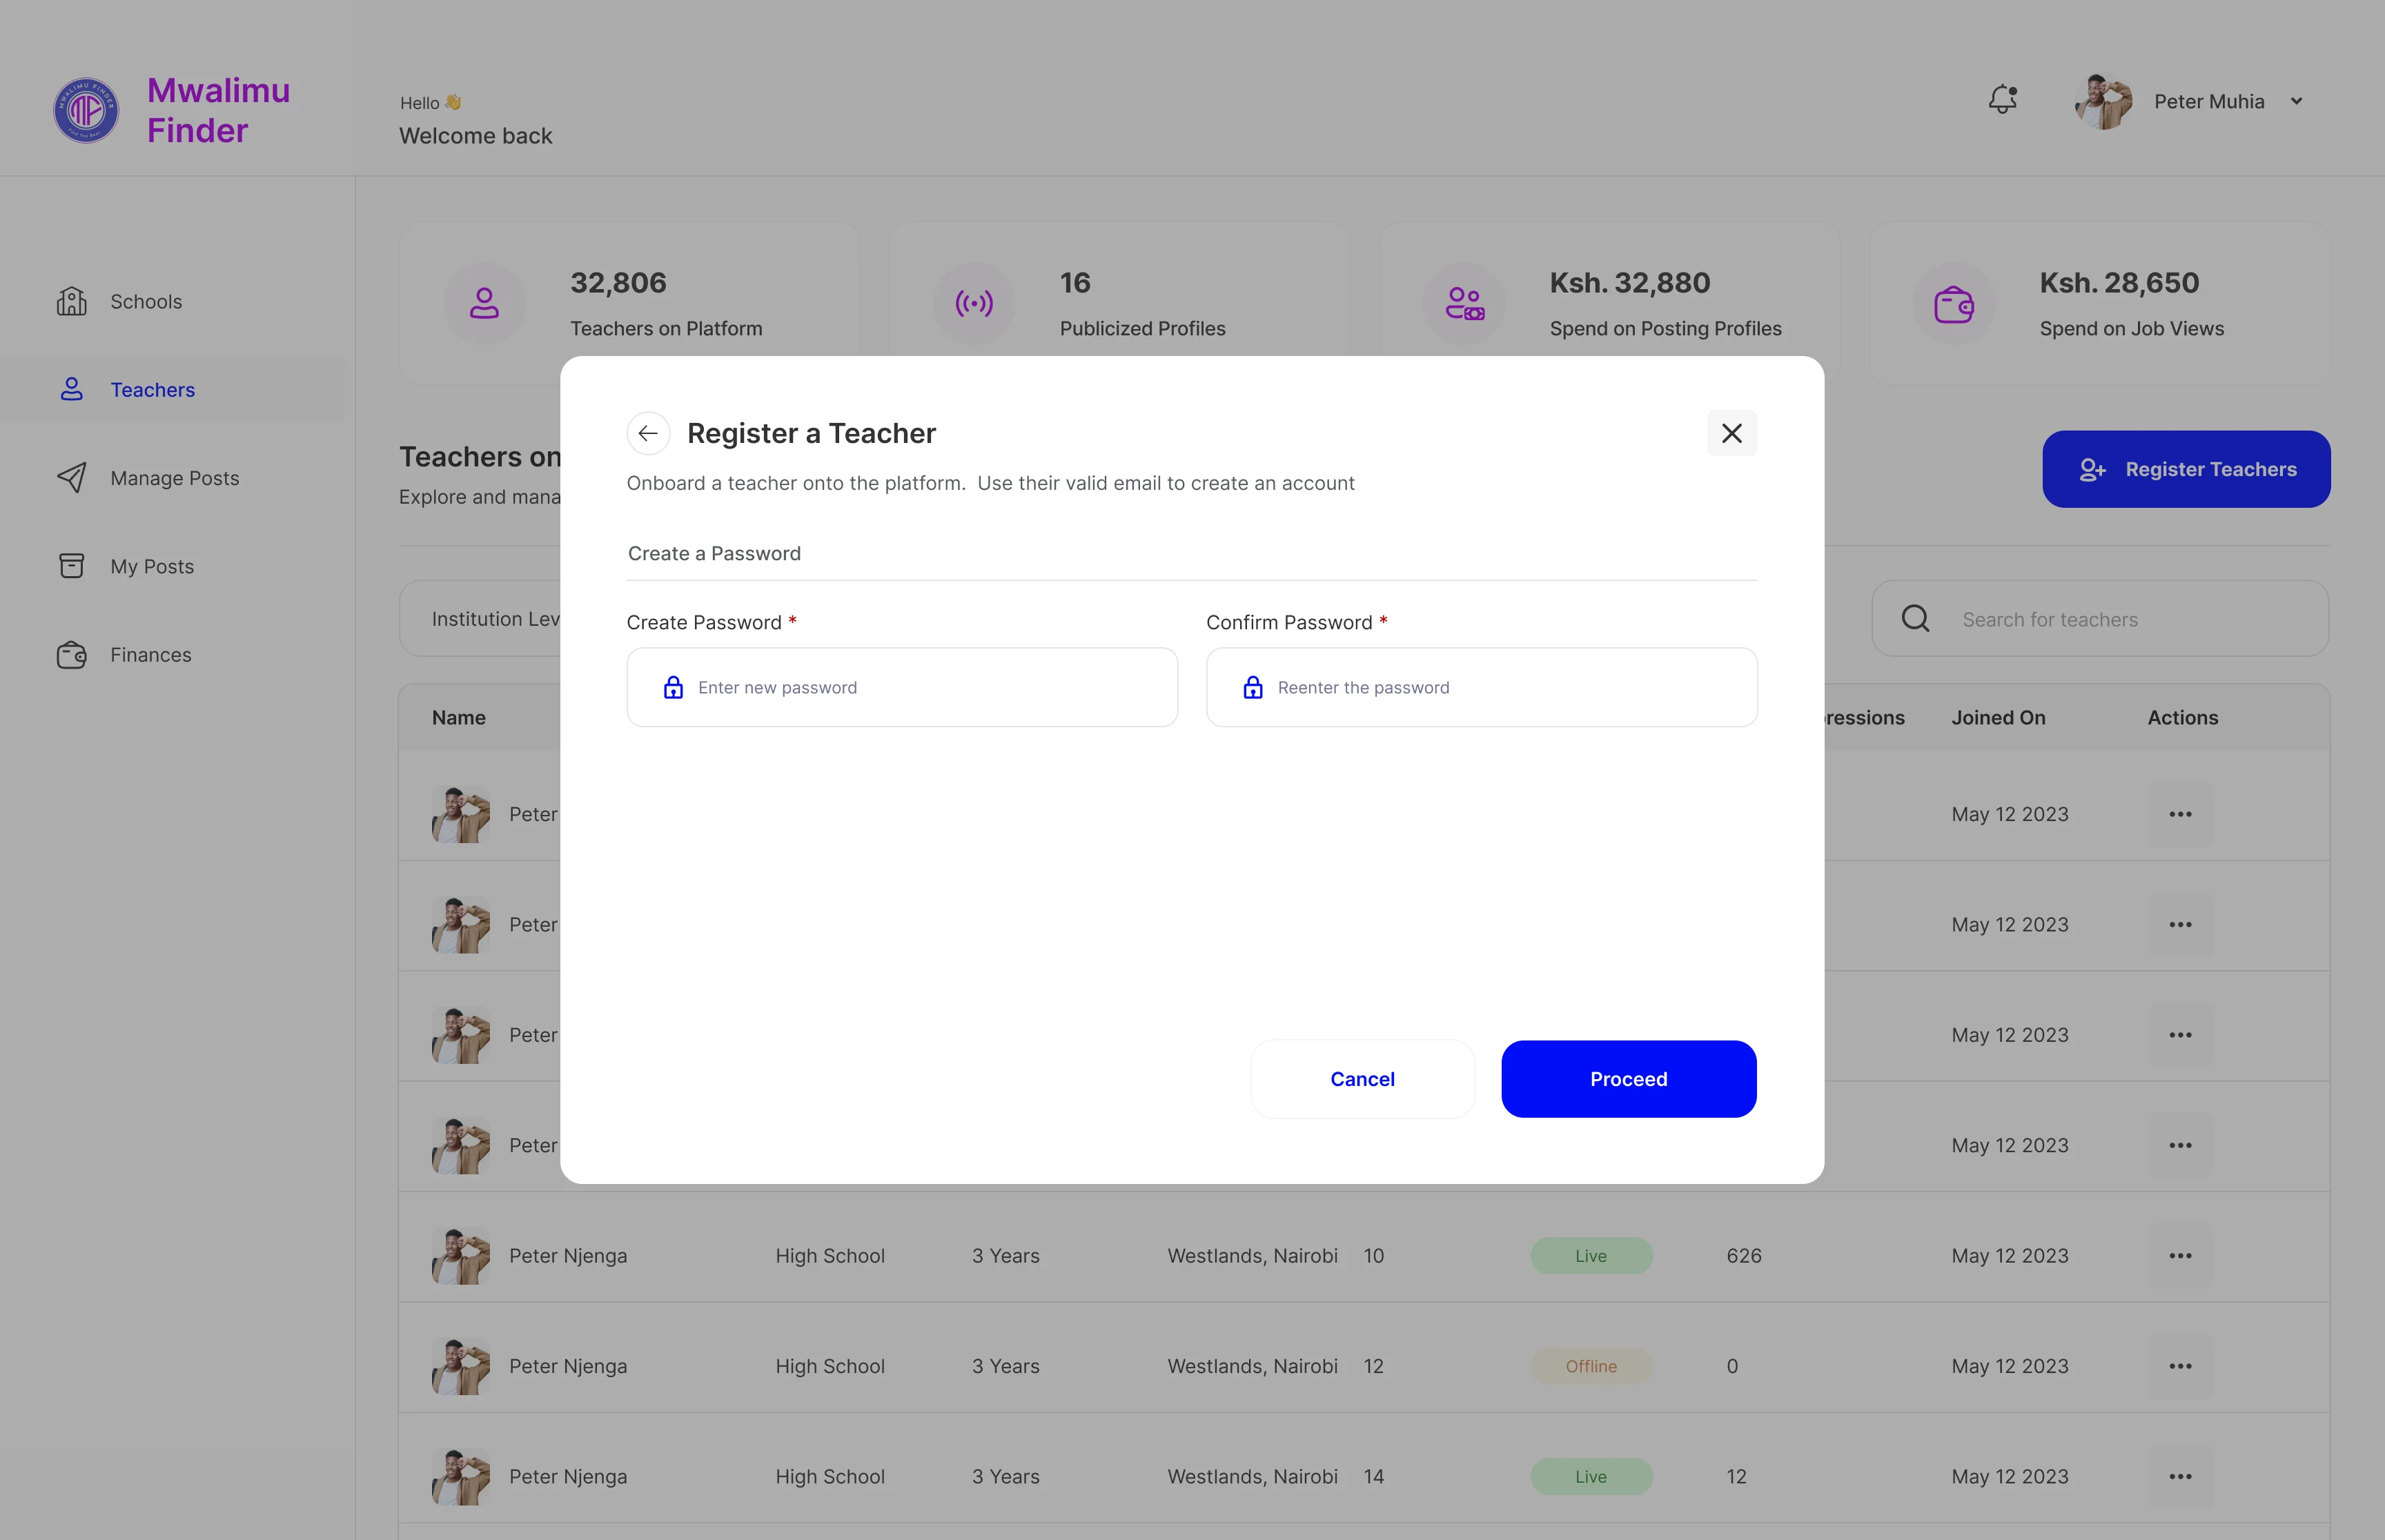 Mwalimu
Finder
Hello 👋
Welcome back
Peter Muhia
Schools
Teachers
Manage Posts
My Posts
Finances
32,806
Teachers on Platform
16
Publicized Profiles
Ksh. 32,880
Spend on Posting Profiles
Ksh. 28,650
Spend on Job Views
Teachers on
Explore and mana
Register Teachers
Institution Lev
Search for teachers
Register a Teacher
Onboard a teacher onto the platform.  Use their valid email to create an account
Create a Password
Create Password *
Confirm Password *
Enter new password
Reenter the password
Cancel
Proceed
Name
pressions
Joined On
Actions
Peter
May 12 2023
Peter
May 12 2023
Peter
May 12 2023
Peter
May 12 2023
Peter Njenga High School 3 Years Westlands, Nairobi 10 Live 626 May 12 2023
Peter Njenga High School 3 Years Westlands, Nairobi 12 Offline 0 May 12 2023
Peter Njenga High School 3 Years Westlands, Nairobi 14 Live 12 May 12 2023